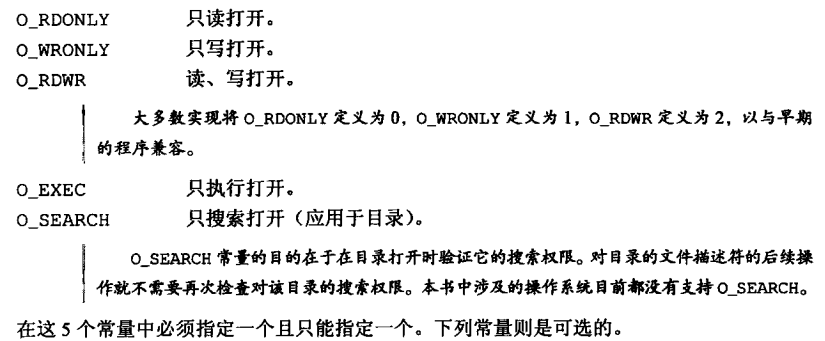 O_RDONLY 只读打开。
O_WRONLY 只写打开。
O_RDWR 读、写打开。
大多数实现将 O_RDONLY 定义为 0，O_WRONLY 定义为 1，O_RDWR 定义为 2，以与早期
的程序兼容。
O_EXEC 只执行打开。
O_SEARCH 只搜索打开（应用于目录）。
O_SEARCH 常量的目的在于在目录打开时验证它的搜索权限。对目录的文件描述符的后续操
作就不需要再次检查对该目录的搜索权限。本书中涉及的操作系统目前都没有支持 O_SEARCH。
在这 5 个常量中必须指定一个且只能指定一个。下列常量则是可选的。